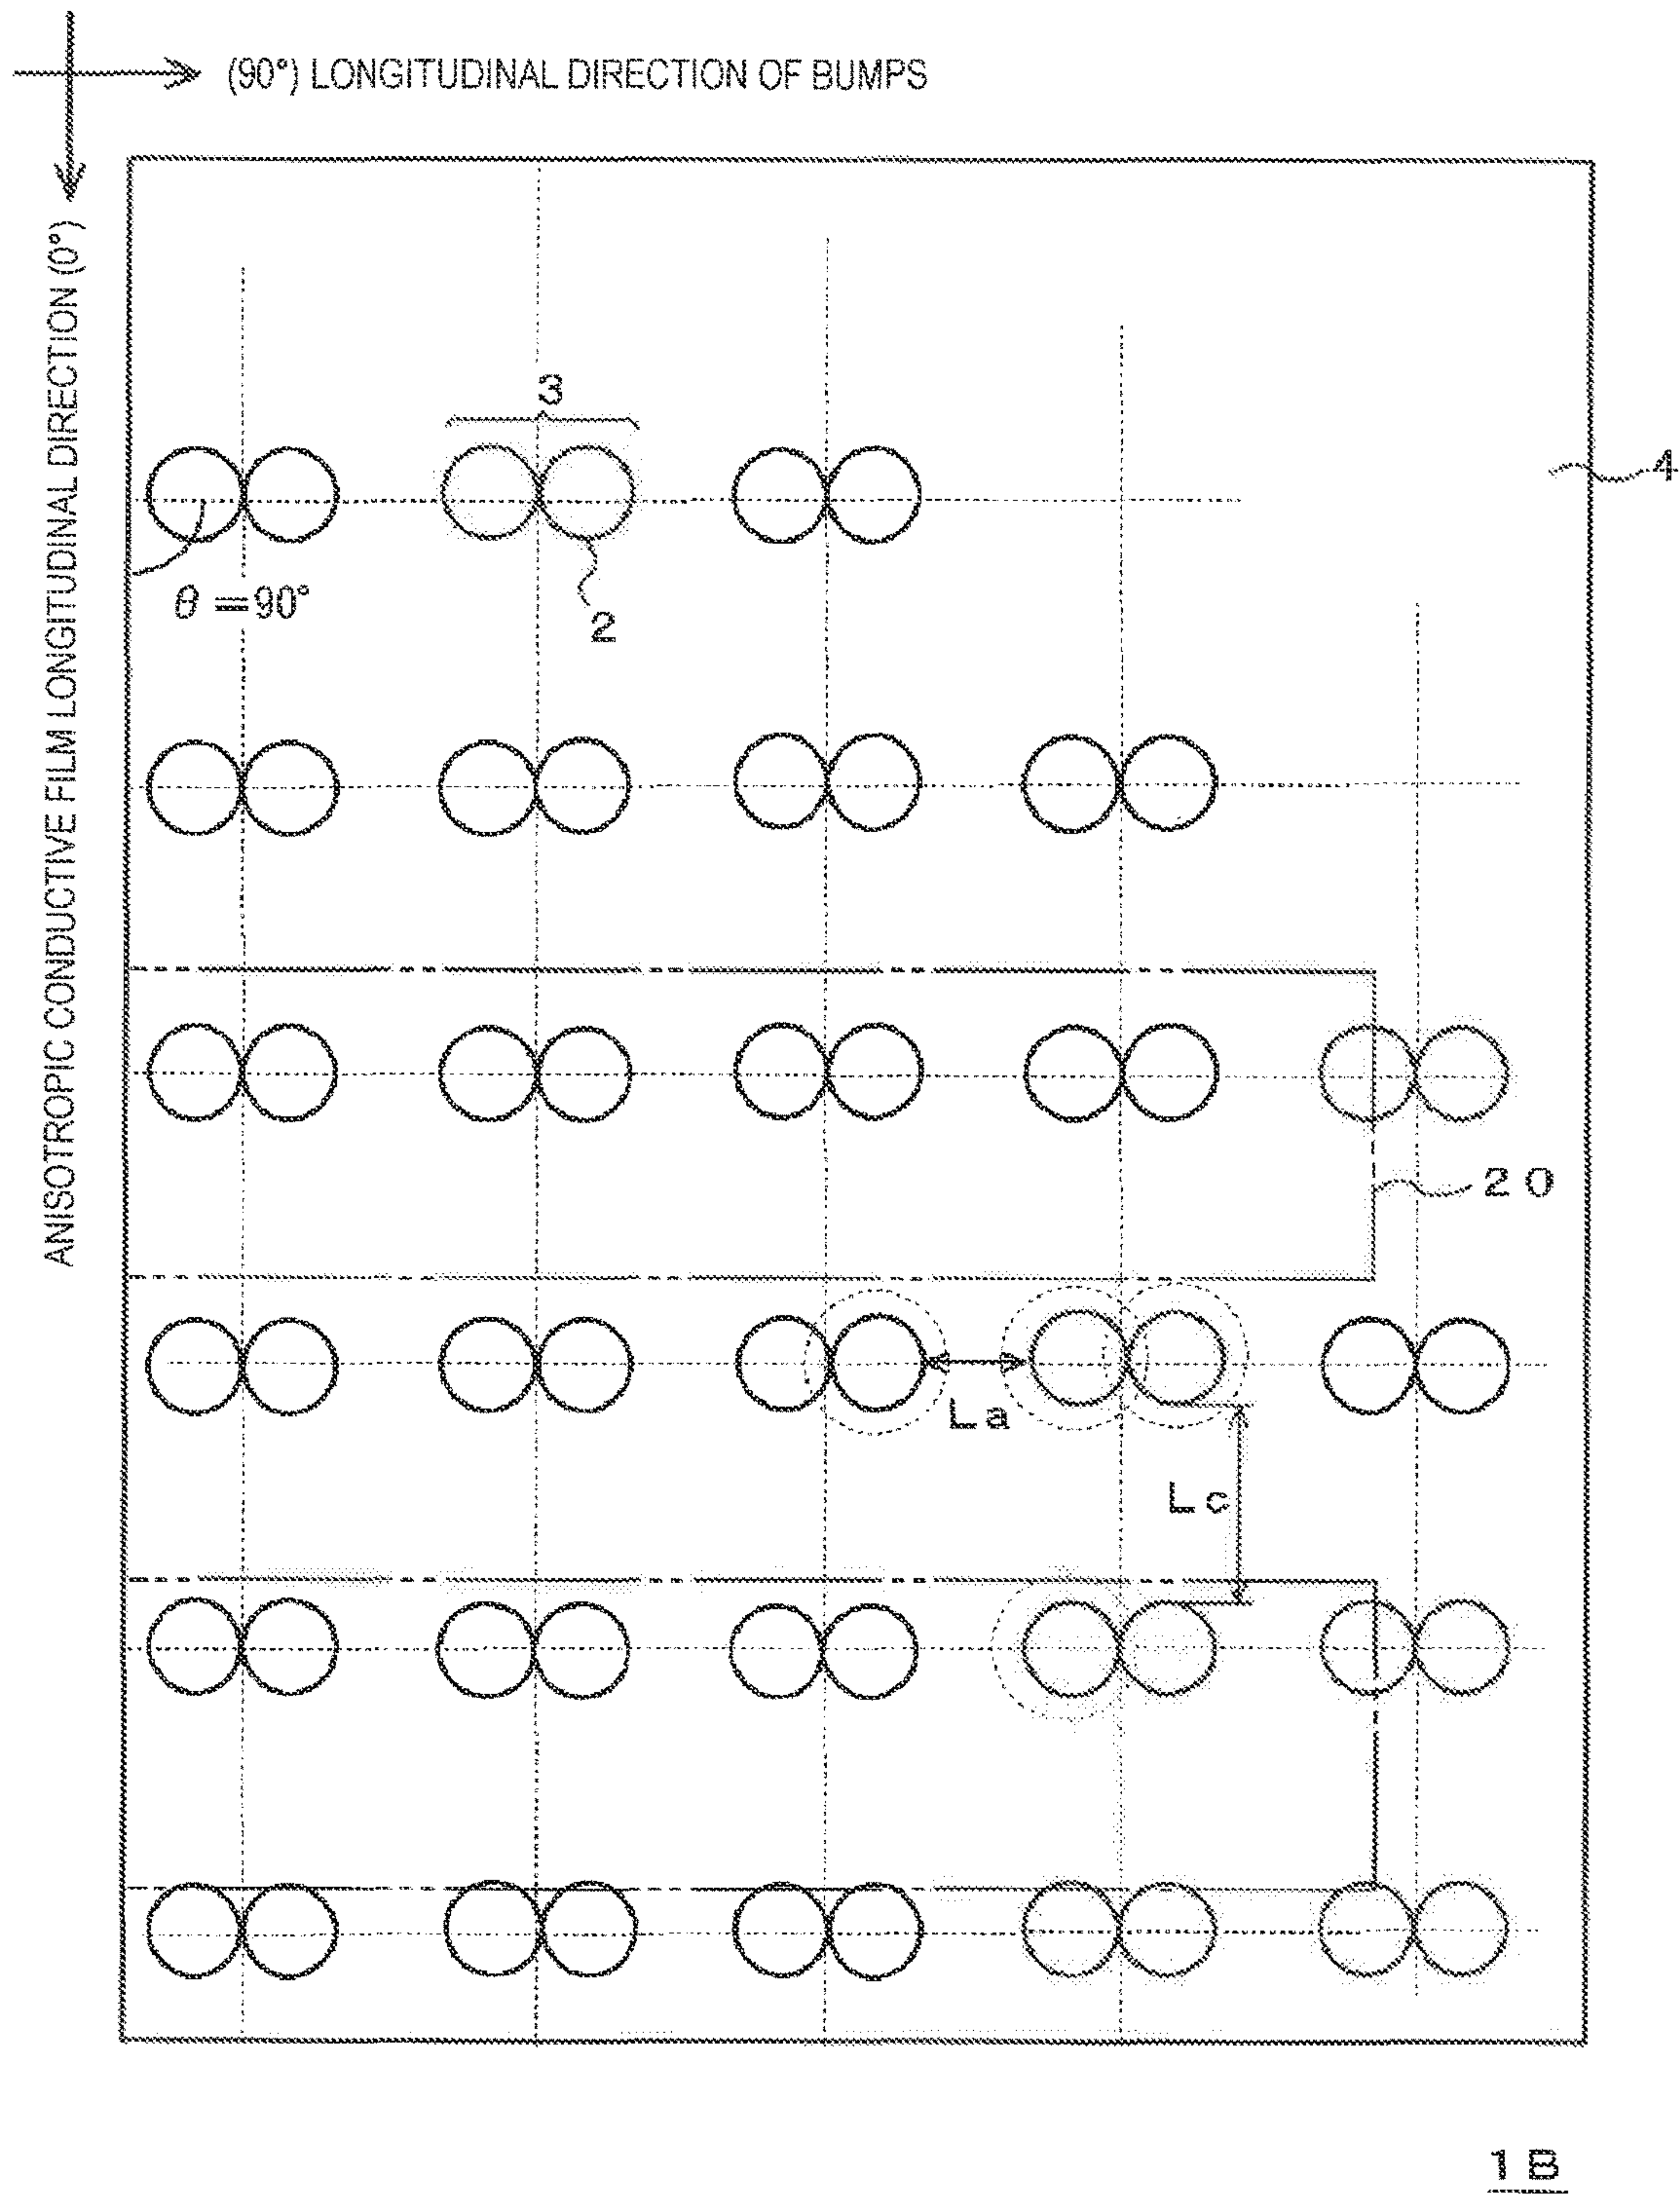 (90°) LONGITUDINAL DIRECTION OF BUMPS
ANISOTROPIC CONDUCTIVE FILM LONGITUDINAL DIRECTION (0°)
3
4
θ=90°
2
20
La
Lc
1B